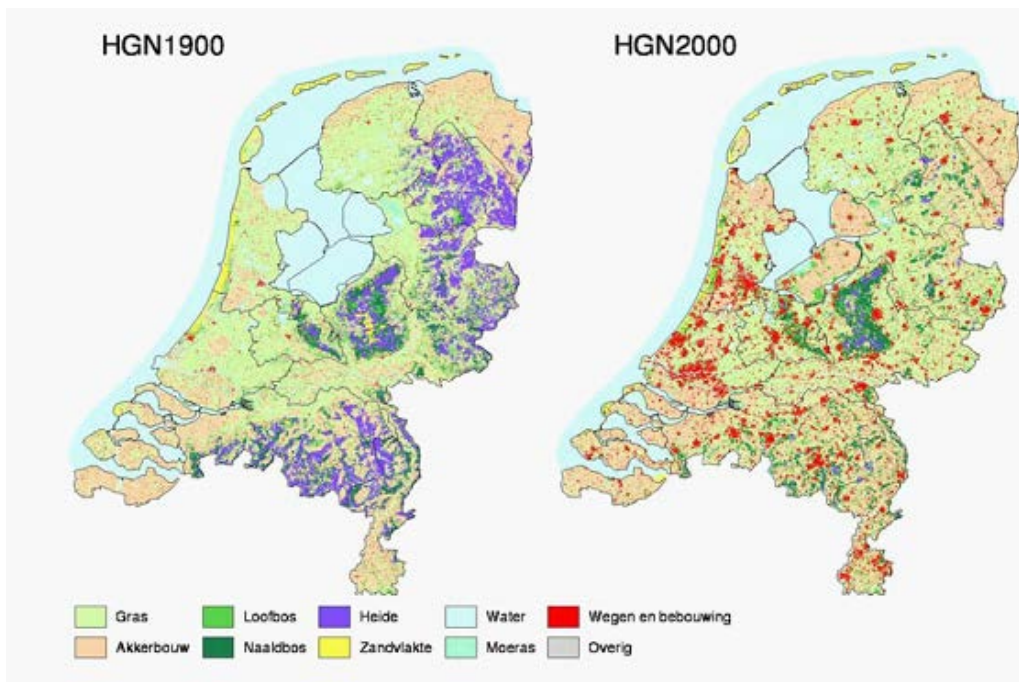 HGN1900 HGN2000
Gras Loofbos Heide Water Wegen en bebouwing
Akkerbouw Naaldbos Zandvlakte Moeras Overig